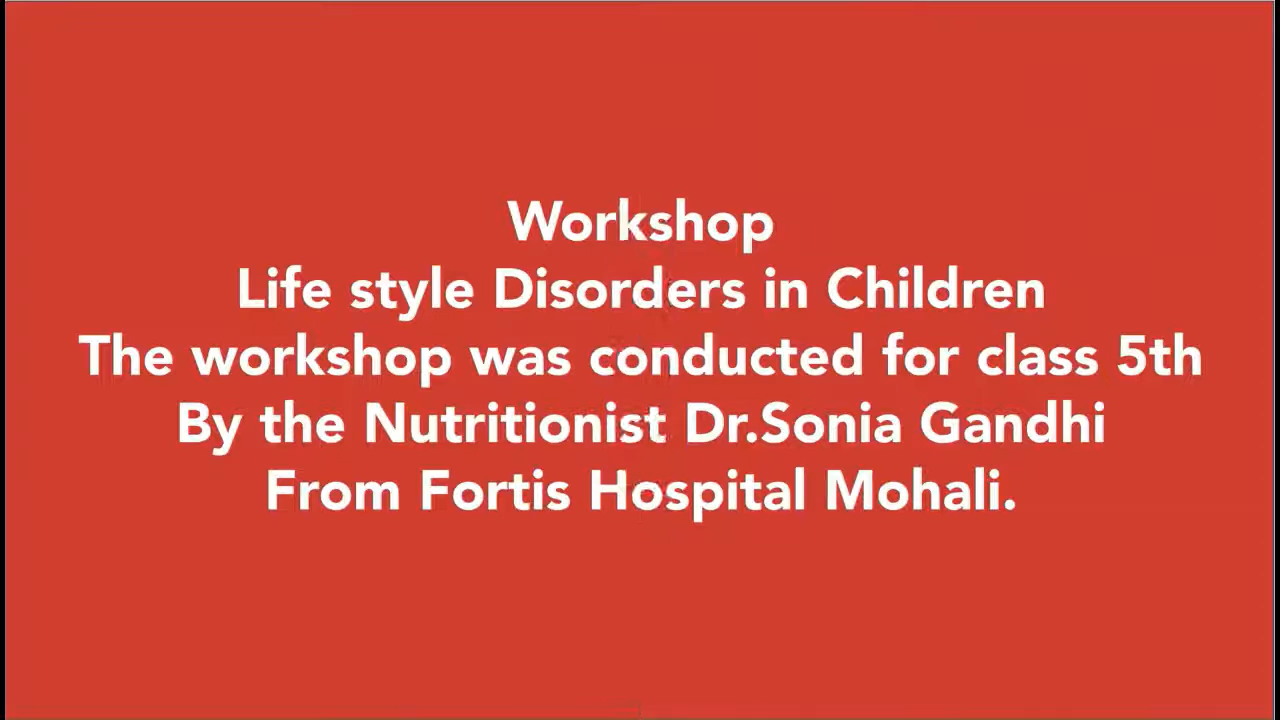 Workshop
Life style Disorders in Children
The workshop was conducted for class 5th
By the Nutritionist Dr.Sonia Gandhi
From Fortis Hospital Mohali.